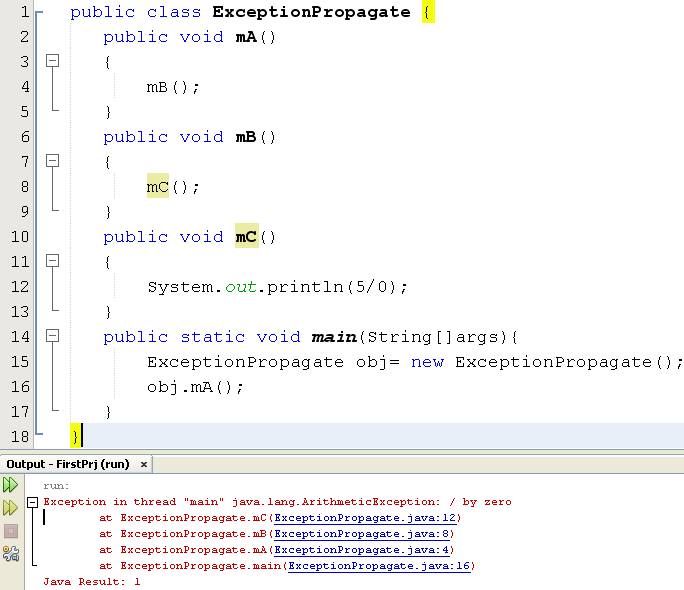 1 public class ExceptionPropagate {
2 public void mA()
3 {
4 mB();
5 }
6 public void mB()
7 {
8 mC();
9 }
10 public void mC()
11 {
12 System.out.println(5/0);
13 }
14 public static void main(String[]args){
15 ExceptionPropagate obj= new ExceptionPropagate();
16 obj.mA();
17 }
18 }
Output - FirstPrj (run) ×
run:
Exception in thread "main" java.lang.ArithmeticException: / by zero
at ExceptionPropagate.mC(ExceptionPropagate.java:12)
at ExceptionPropagate.mB(ExceptionPropagate.java:8)
at ExceptionPropagate.mA(ExceptionPropagate.java:4)
at ExceptionPropagate.main(ExceptionPropagate.java:16)
Java Result: 1